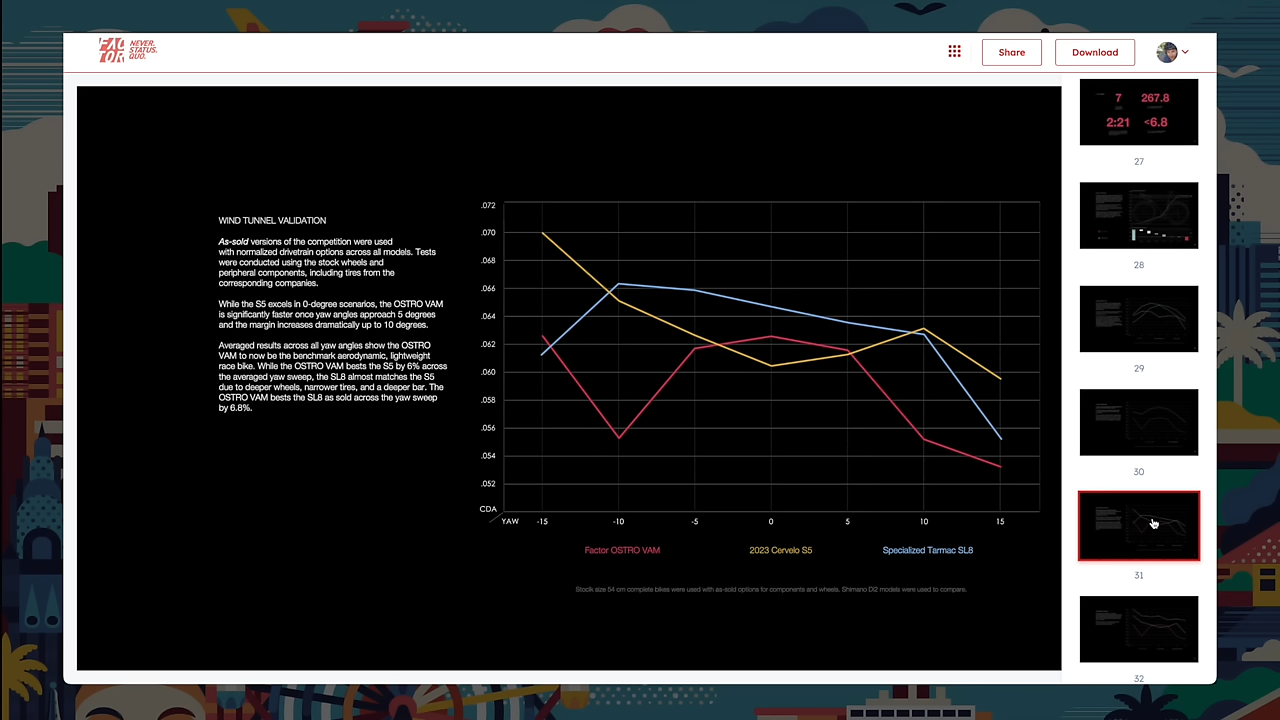 FAC
TOR
NEVER.
STATUS.
QUO.
Share
Download
WIND TUNNEL VALIDATION
As-sold versions of the competition were used
with normalized drivetrain options across all models. Tests
were conducted using the stock wheels and
peripheral components, including tires from the
corresponding companies.
While the S5 excels in 0-degree scenarios, the OSTRO VAM
is significantly faster once yaw angles approach 5 degrees
and the margin increases dramatically up to 10 degrees.
Averaged results across all yaw angles show the OSTRO
VAM to now be the benchmark aerodynamic, lightweight
race bike. While the OSTRO VAM bests the S5 by 6% across
the averaged yaw sweep, the SL8 almost matches the S5
due to deeper wheels, narrower tires, and a deeper bar. The
OSTRO VAM bests the SL8 as sold across the yaw sweep
by 6.8%.
.072
.070
.068
.066
.064
.062
.060
.058
.056
.054
.052
CDA
YAW -15 -10 -5 0 5 10 15
Factor OSTRO VAM 2023 Cervelo S5 Specialized Tarmac SL8
Stock size 54 cm complete bikes were used with as-sold options for components and wheels. Shimano Di2 models were used to compare.
7 267.8
2:21 <6.8
27
28
29
30
31
32